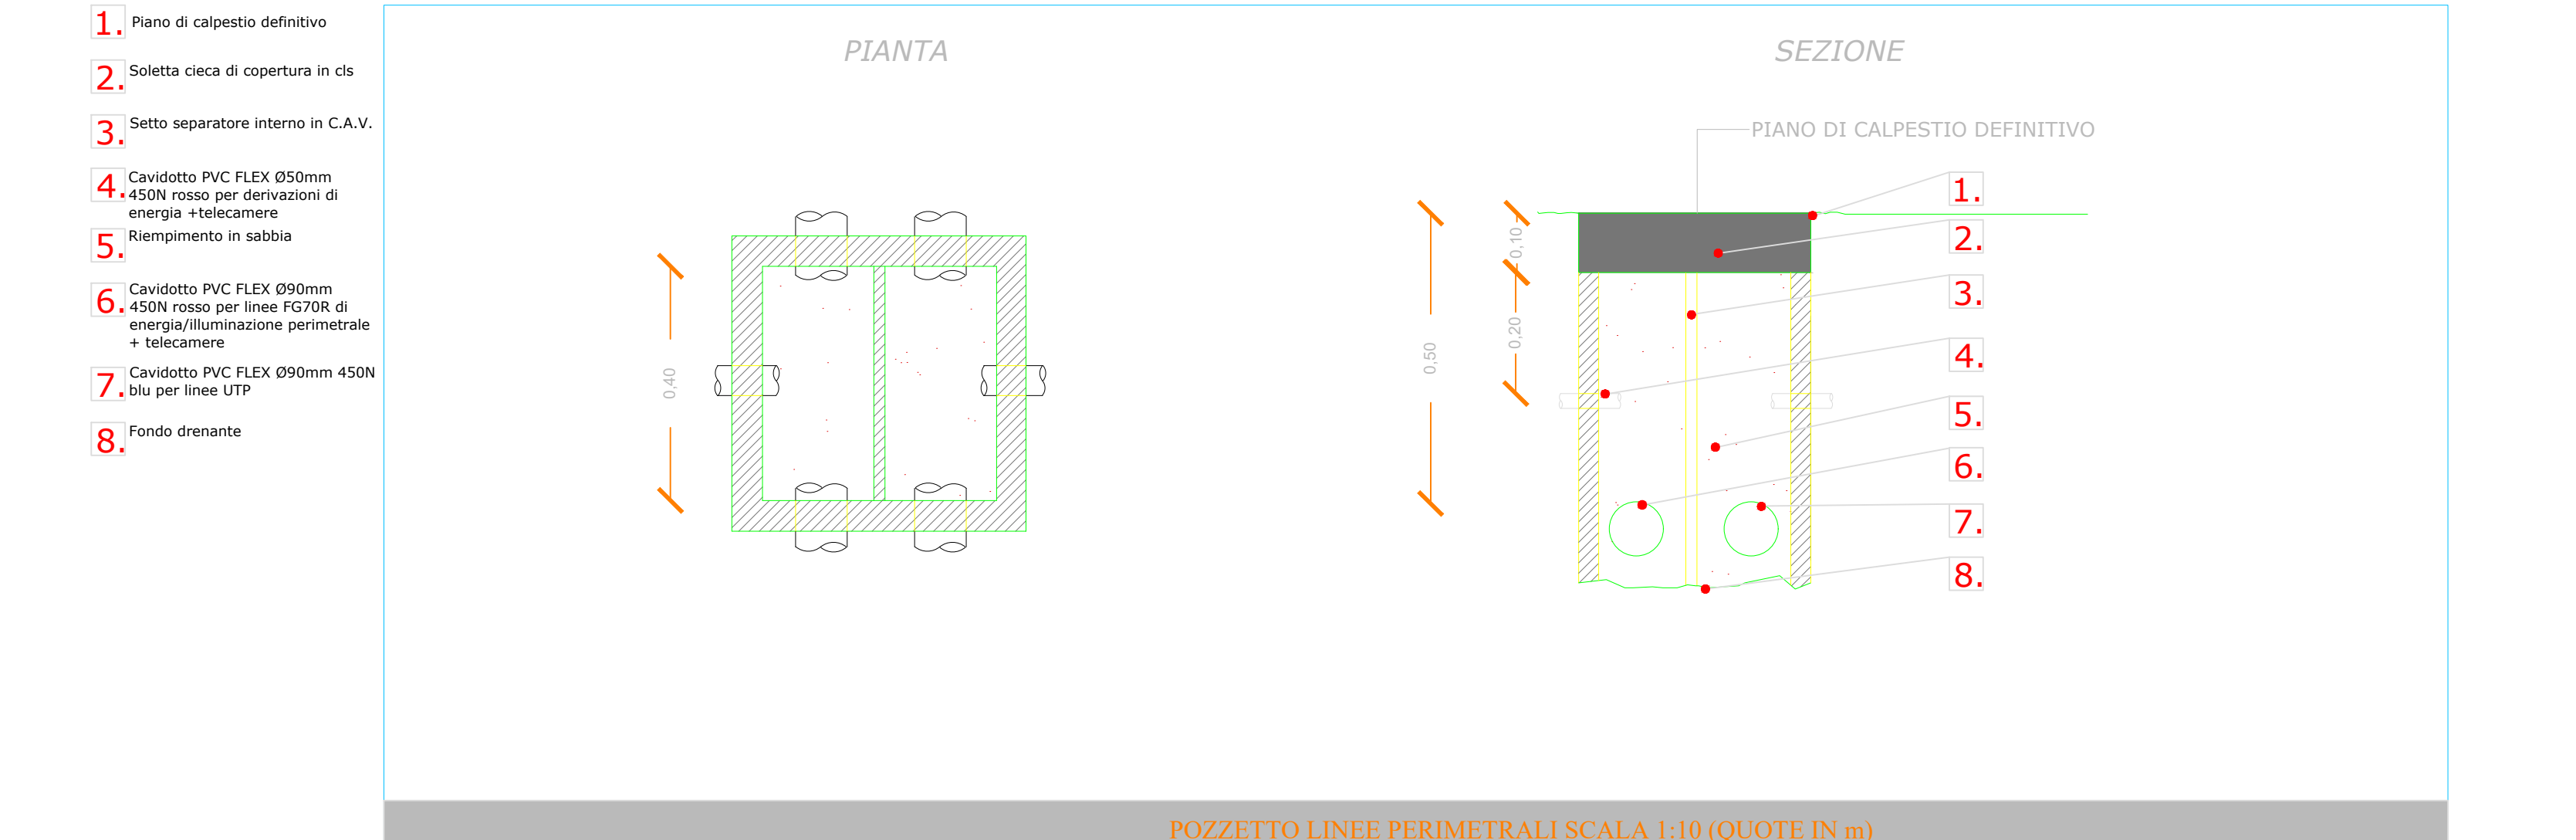 1. Piano di calpestio definitivo
2. Soletta cieca di copertura in cls
3. Setto separatore interno in C.A.V.
4. Cavidotto PVC FLEX Ø50mm
450N rosso per derivazioni di
energia +telecamere
5. Riempimento in sabbia
6. Cavidotto PVC FLEX Ø90mm
450N rosso per linee FG70R di
energia/illuminazione perimetrale
+ telecamere
7. Cavidotto PVC FLEX Ø90mm 450N
blu per linee UTP
8. Fondo drenante
PIANTA
0,40
SEZIONE
PIANO DI CALPESTIO DEFINITIVO
0,50
0,10
0,20
1.
2.
3.
4.
5.
6.
7.
8.
POZZETTO LINEE PERIMETRALI SCALA 1:10 (QUOTE IN m)